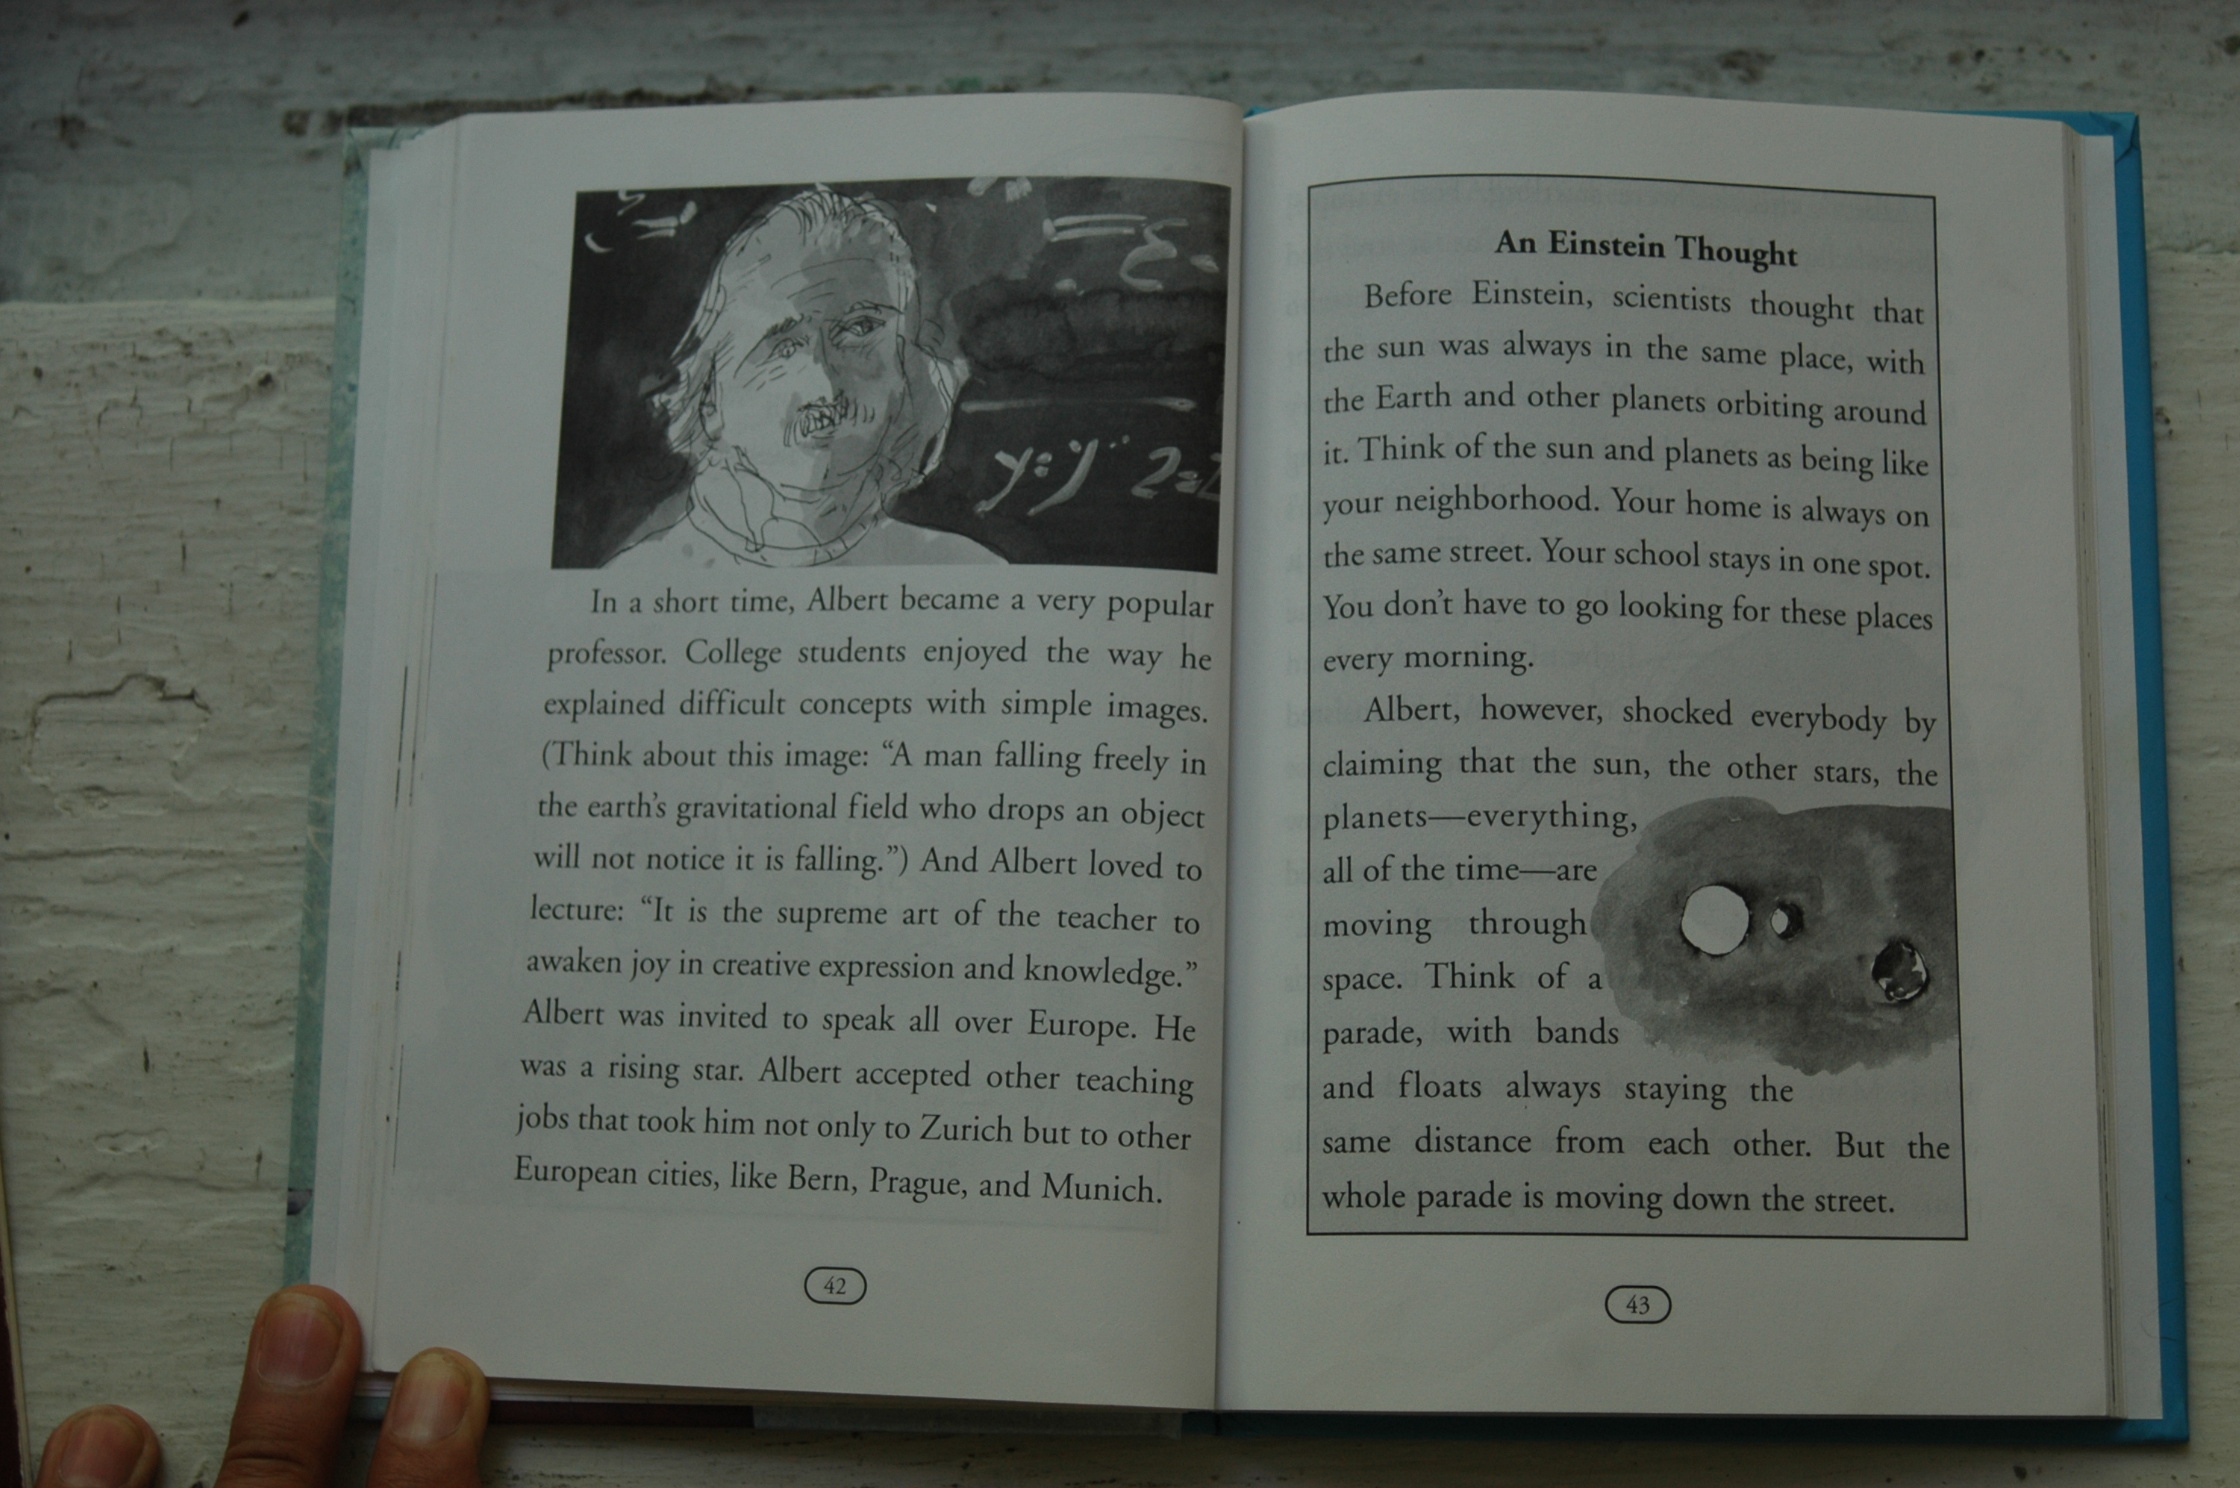 y=y 2=2
In a short time, Albert became a very popular
professor. College students enjoyed the way he
explained difficult concepts with simple images.
(Think about this image: “A man falling freely in
the earth’s gravitational field who drops an object
will not notice it is falling.”) And Albert loved to
lecture: “It is the supreme art of the teacher to
awaken joy in creative expression and knowledge.”
Albert was invited to speak all over Europe. He
was a rising star. Albert accepted other teaching
jobs that took him not only to Zurich but to other
European cities, like Bern, Prague, and Munich.
42
An Einstein Thought
Before Einstein, scientists thought that
the sun was always in the same place, with
the Earth and other planets orbiting around
it. Think of the sun and planets as being like
your neighborhood. Your home is always on
the same street. Your school stays in one spot.
You don’t have to go looking for these places
every morning.
Albert, however, shocked everybody by
claiming that the sun, the other stars, the
planets—everything,
all of the time—are
moving through
space. Think of a
parade, with bands
and floats always staying the
same distance from each other. But the
whole parade is moving down the street.
43